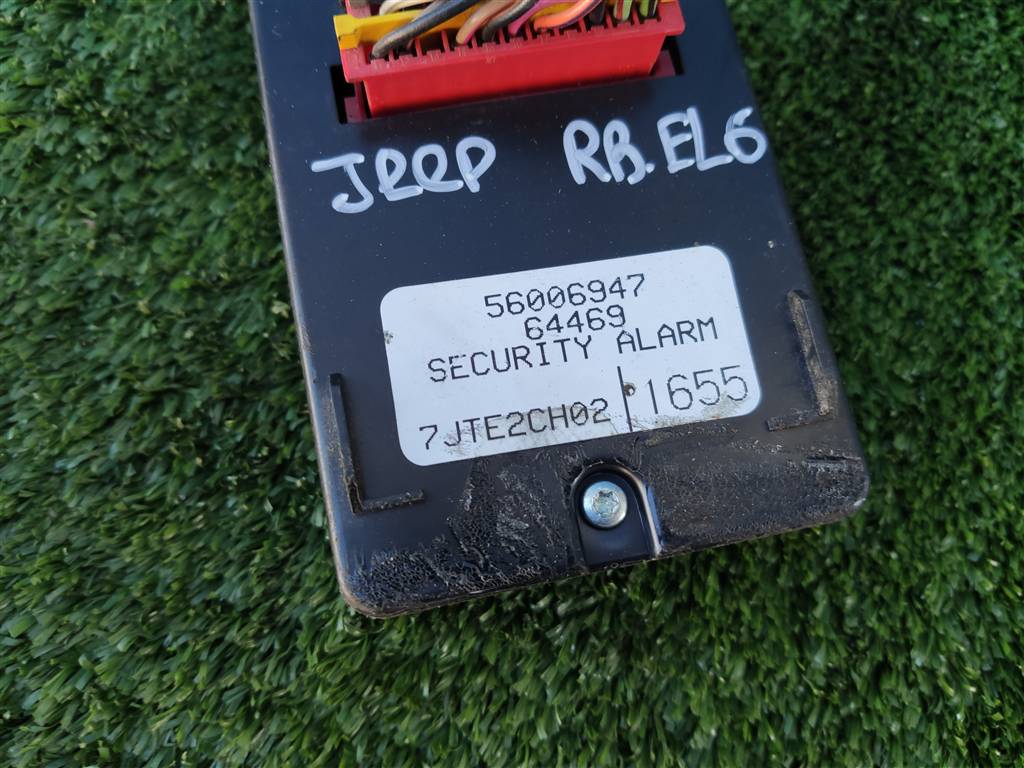 JEEP RB.EL6
56006947
64469
SECURITY ALARM
7JTE2CH02 | 1655